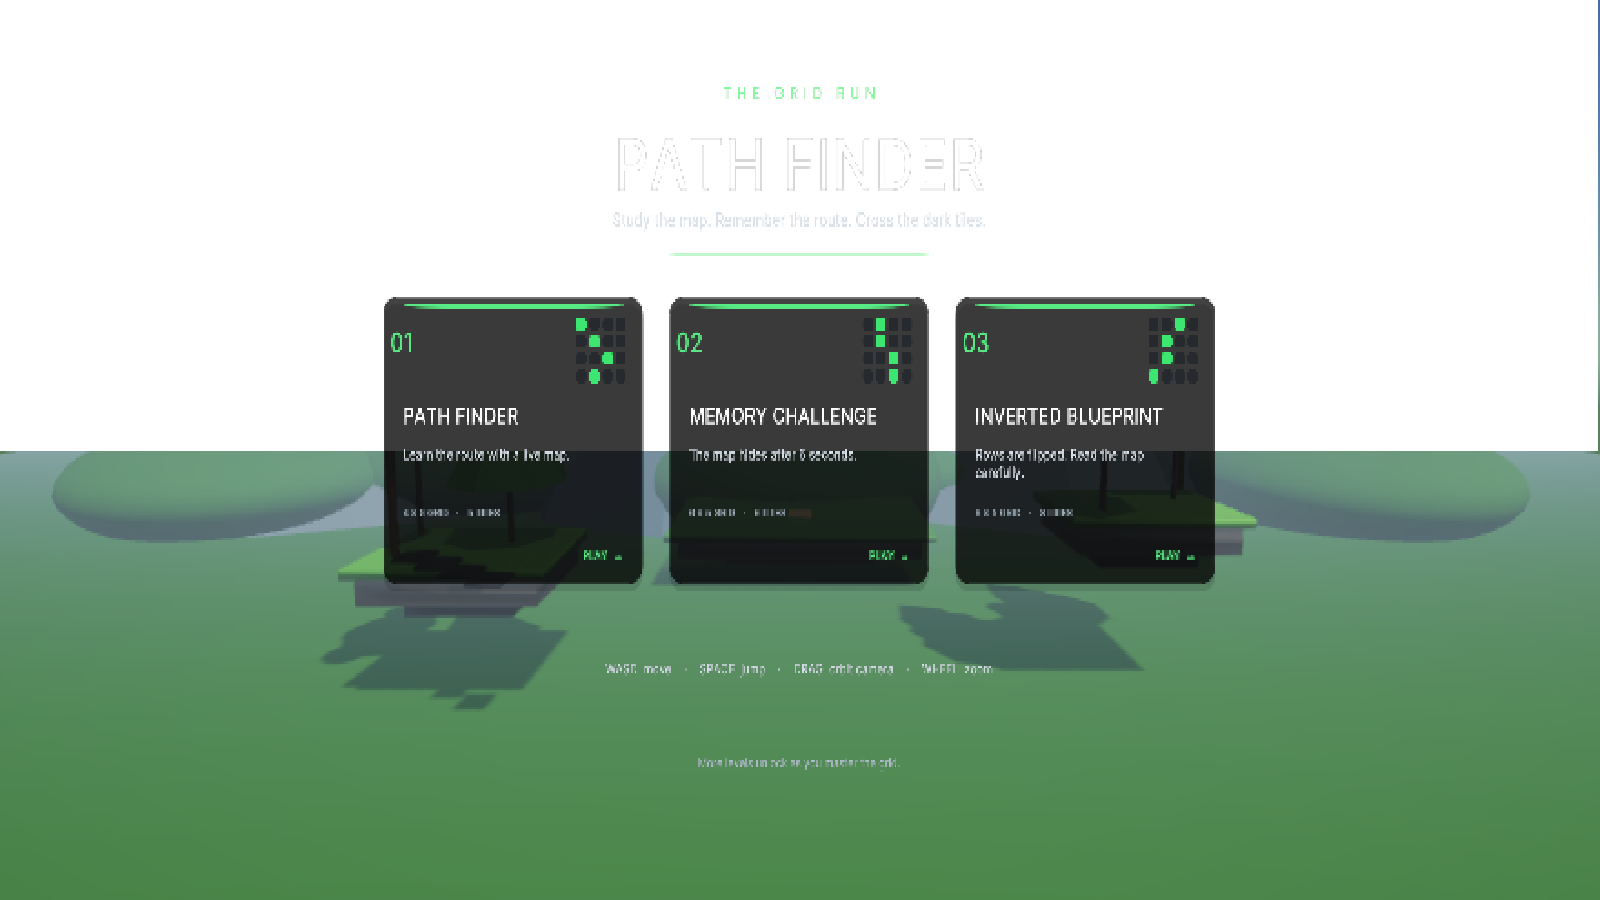 THE GRID RUN
PATH FINDER
Study the map. Remember the route. Cross the dark tiles.
01
PATH FINDER
Learn the route with a live map.
PLAY
02
MEMORY CHALLENGE
The map hides after 6 seconds.
PLAY
03
INVERTED BLUEPRINT
Rows are flipped. Read the map
carefully.
PLAY
WASD move · SPACE jump · DRAG orbit camera · WHEEL zoom
More levels unlock as you master the grid.